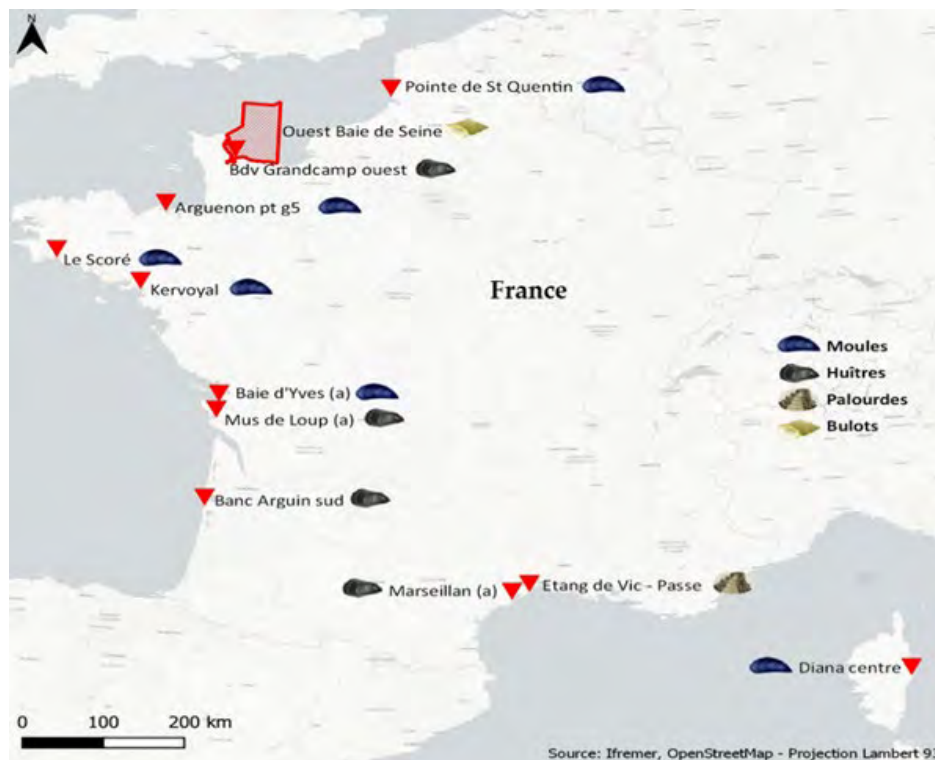 N
Pointe de St Quentin
Ouest Baie de Seine
Bdv Grandcamp ouest
Arguenon pt g5
Le Scoré
Kervoyal
France
Moules
Huîtres
Palourdes
Bulots
Baie d'Yves (a)
Mus de Loup (a)
Banc Arguin sud
Marseillan (a)
Etang de Vic - Passe
Diana centre
0 100 200 km
Source: Ifremer, OpenStreetMap - Projection Lambert 93